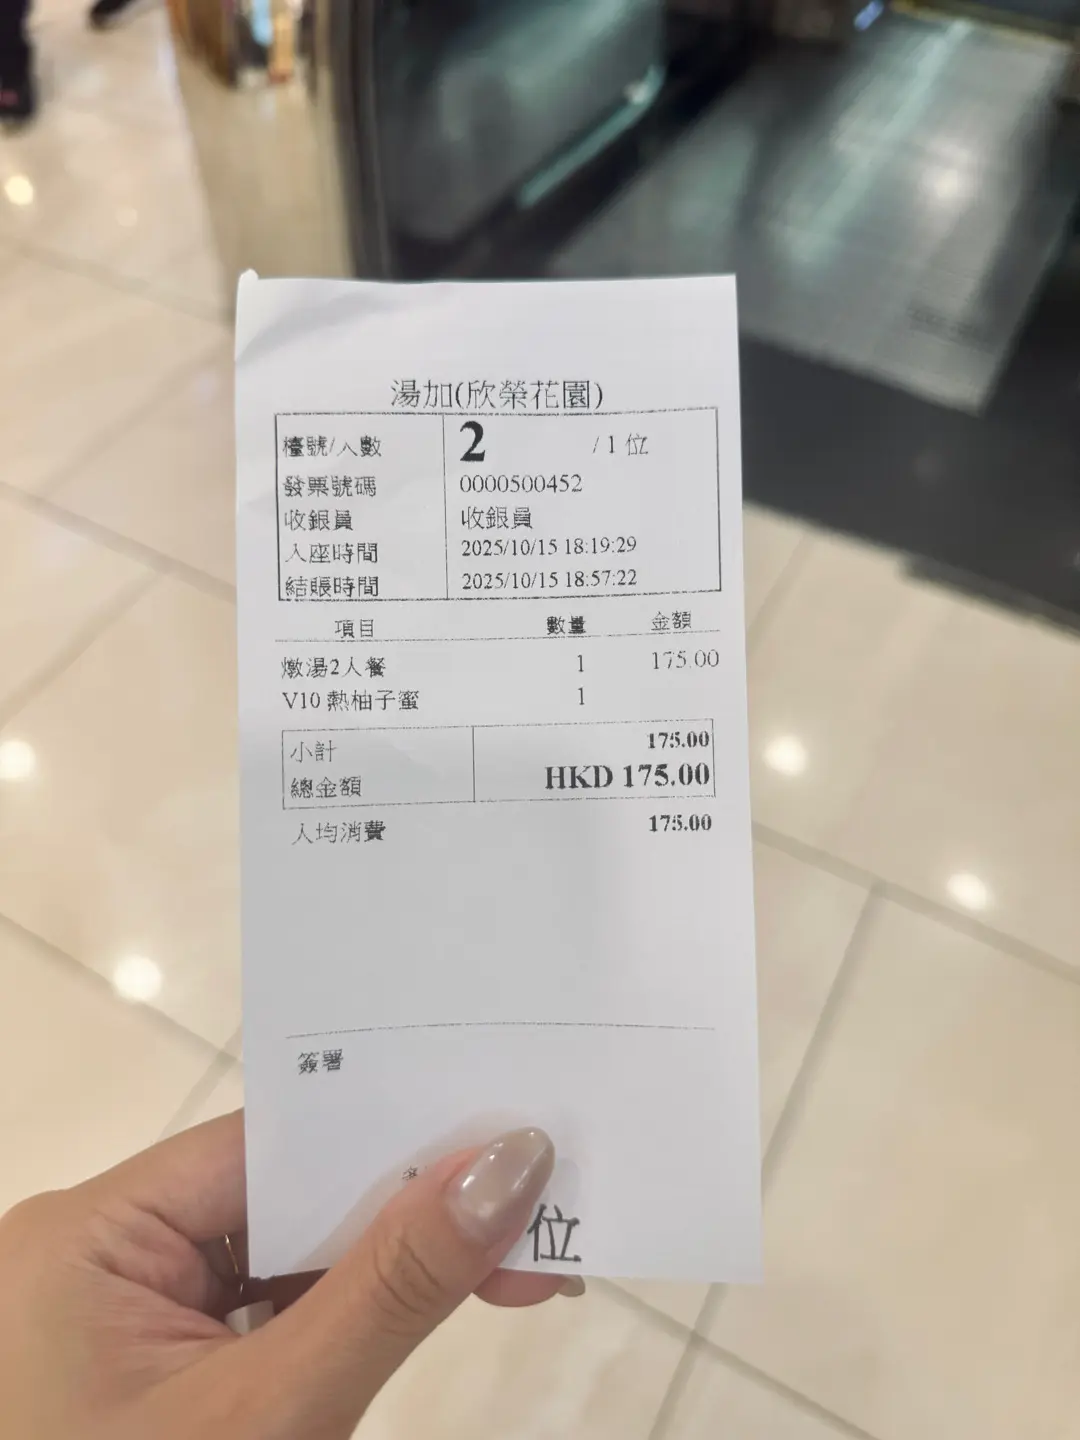 湯加(欣榮花園)
檯號/人數 2 / 1 位
發票號碼 0000500452
收銀員 收銀員
入座時間 2025/10/15 18:19:29
結賬時間 2025/10/15 18:57:22
項目 數量 金額
燉湯2人餐 1 175.00
V10 熱柚子蜜 1
小計 175.00
總金額 HKD 175.00
人均消費 175.00
簽署
位